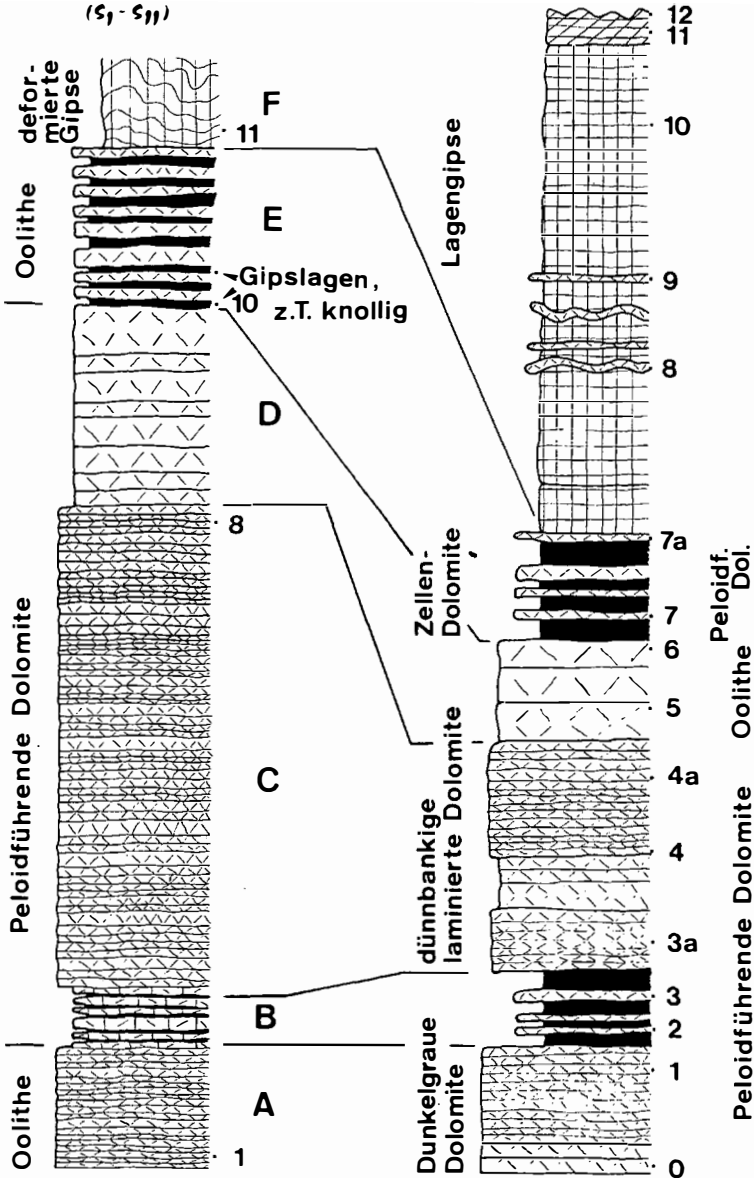 (S1 - S11)
defor-
mierte
Gipse
F
11
Oolithe
E
Gipslagen,
z.T. knollig
10
D
8
Peloidführende Dolomite
C
B
Oolithe
A
1
12
11
10
Lagengipse
9
8
7a
Zellen-
Dolomite
7
Peloidf.
Dol.
6
Oolithe
5
dünnbankige
laminierte Dolomite
4a
4
3a
Peloidführende Dolomite
3
2
Dunkelgraue
Dolomite
1
0